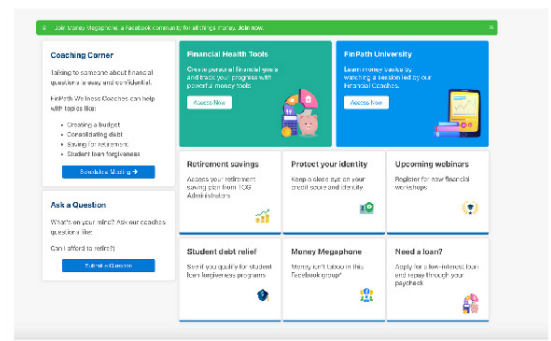 Join Money Megaphone, a Facebook community for all things money. Join now.
Coaching Corner
Talking to someone about financial
questions is easy and confidential.
FinPath Wellness Coaches can help
with topics like:
Creating a budget
Consolidating debt
Saving for retirement
Student loan forgiveness
Schedule a Meeting →
Ask a Question
What's on your mind? Ask our coaches
questions like:
Can I afford to retire?
Submit a Question
Financial Health Tools
Create personal financial goals
and track your progress with
powerful money tools
Access Now
FinPath University
Learn money basics by
watching a session led by our
Financial Coaches.
Access Now
Retirement savings
Access your retirement
saving plan from TCG
Administrators
Protect your identity
Keep a close eye on your
credit score and identity
Upcoming webinars
Register for new financial
workshops
Student debt relief
See if you qualify for student
loan forgiveness programs
Money Megaphone
Money isn't taboo in this
Facebook group*
Need a loan?
Apply for a low-interest loan
and repay through your
paycheck